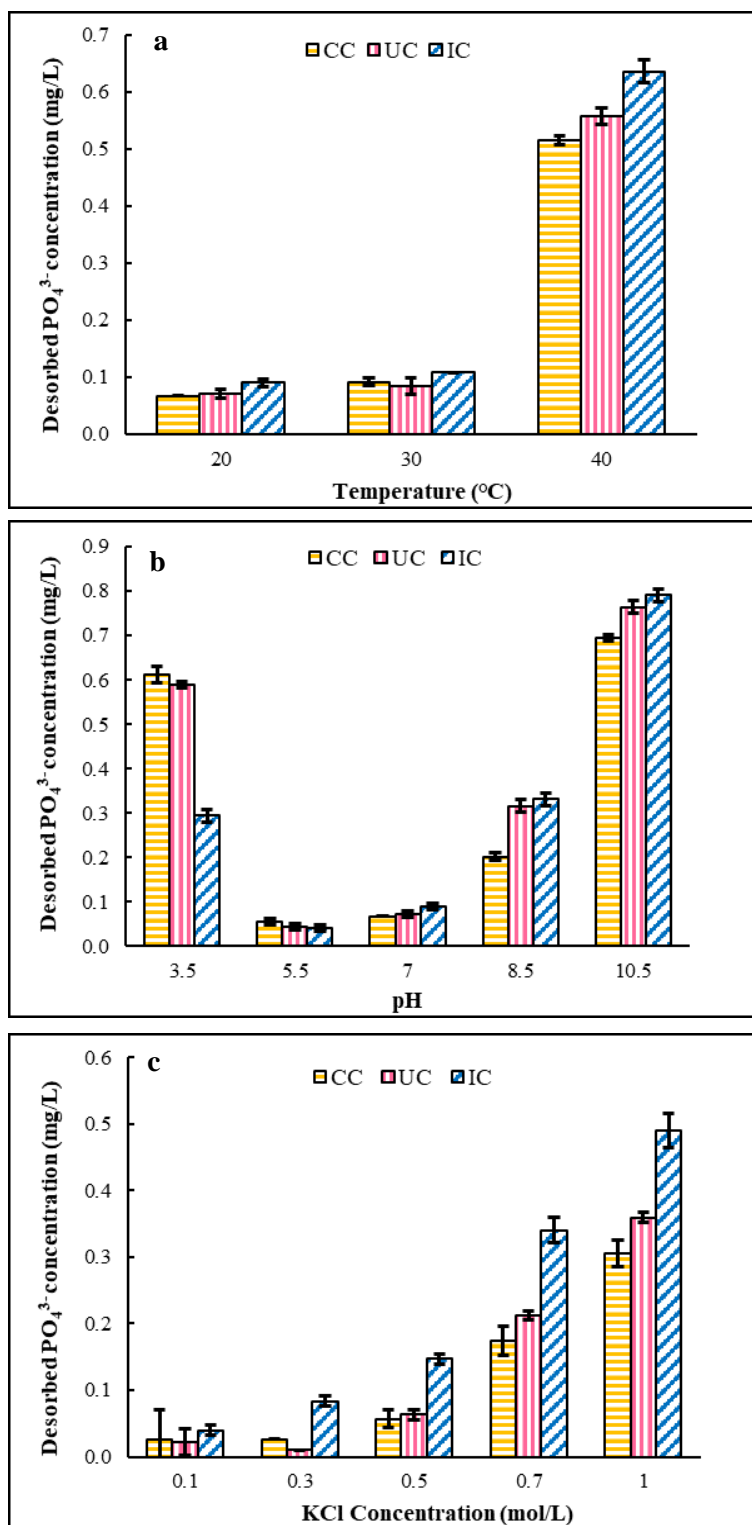 a
CC UC IC
Desorbed PO₄³⁻ concentration (mg/L)
0.7
0.6
0.5
0.4
0.3
0.2
0.1
0.0
20 30 40
Temperature (°C)
b
CC UC IC
Desorbed PO₄³⁻ concentration (mg/L)
0.9
0.8
0.7
0.6
0.5
0.4
0.3
0.2
0.1
0.0
3.5 5.5 7 8.5 10.5
pH
c
CC UC IC
Desorbed PO₄³⁻ concentration (mg/L)
0.6
0.5
0.4
0.3
0.2
0.1
0.0
0.1 0.3 0.5 0.7 1
KCl Concentration (mol/L)